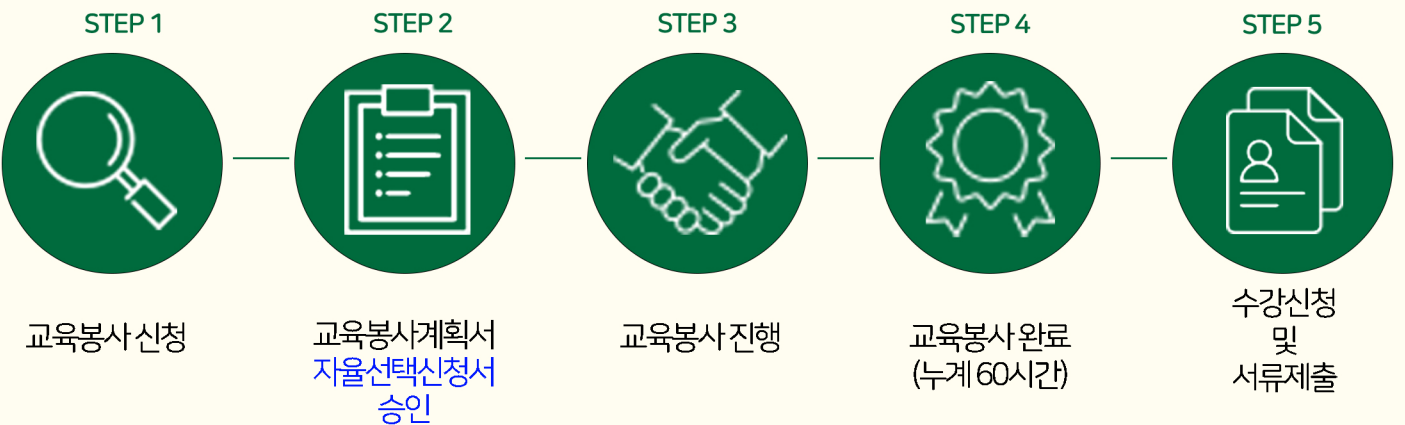 STEP 1
교육봉사 신청
STEP 2
교육봉사계획서
자율선택신청서
승인
STEP 3
교육봉사 진행
STEP 4
교육봉사 완료
(누계 60시간)
STEP 5
수강신청
및
서류제출